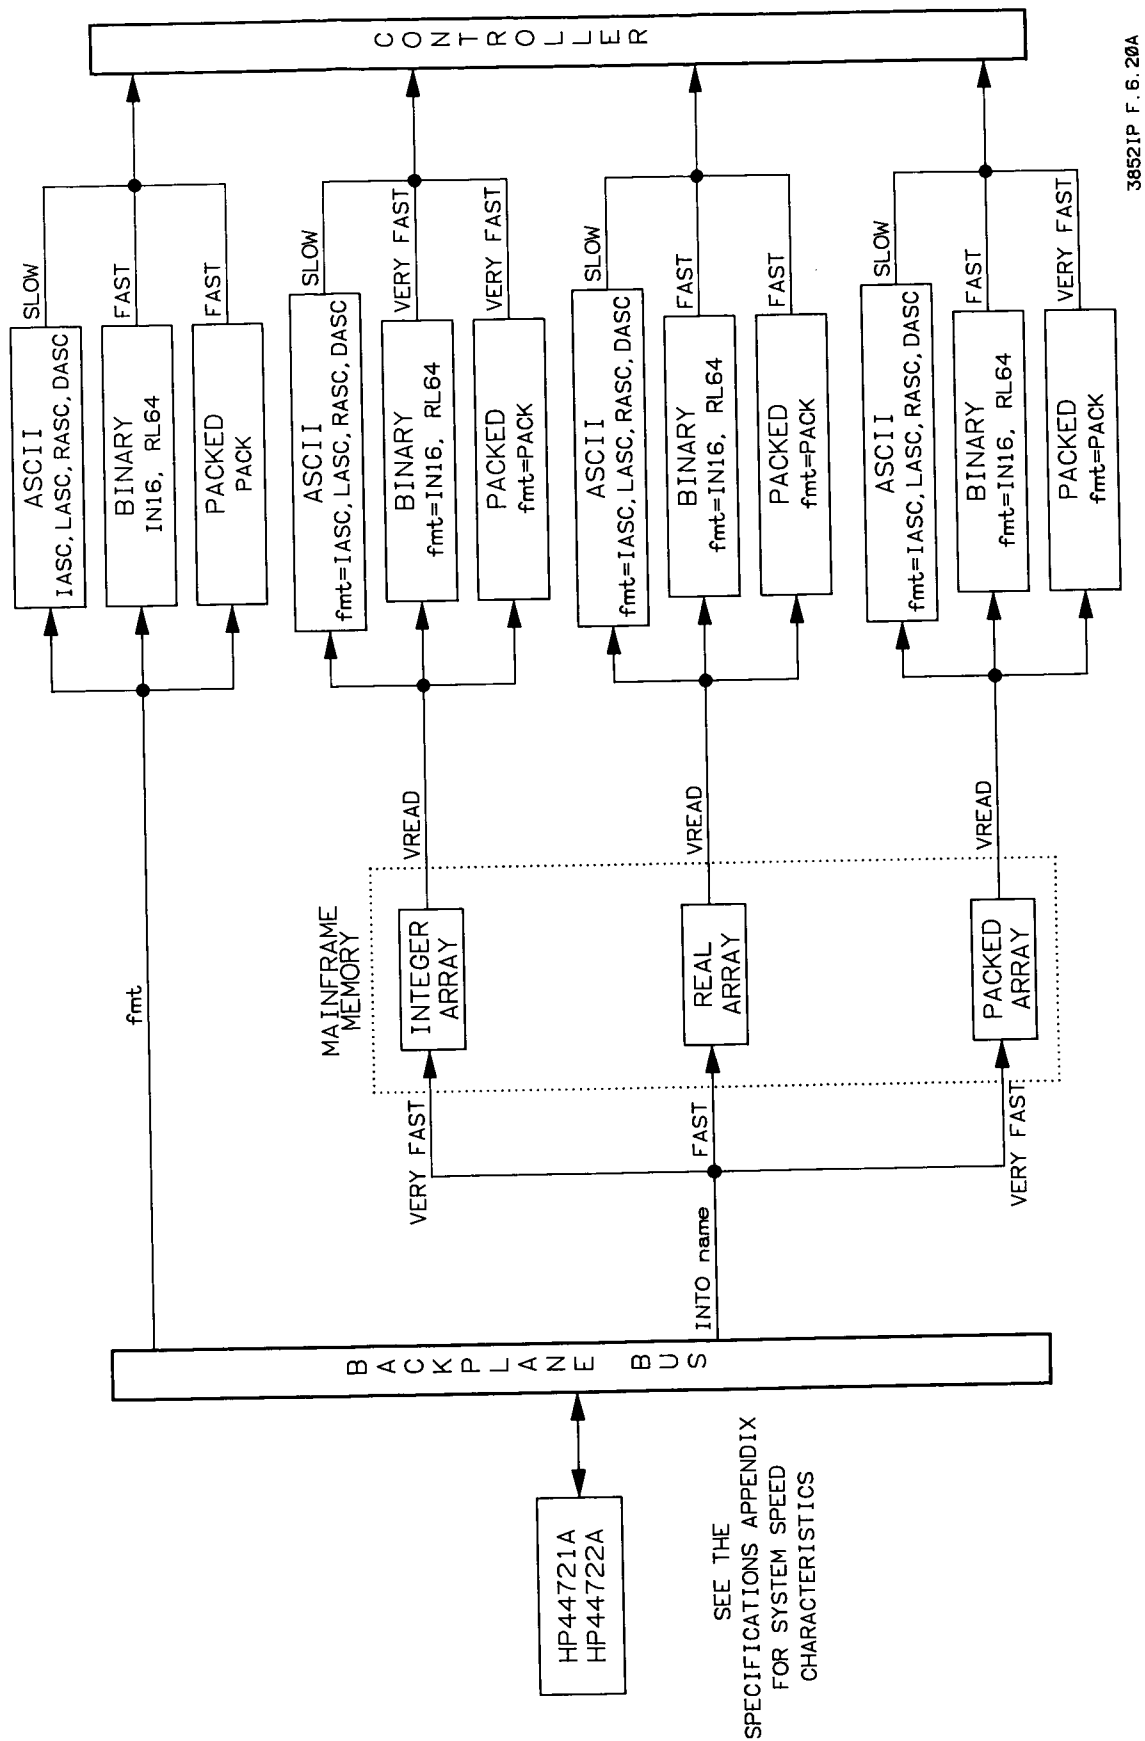 HP44721A
HP44722A
SEE THE
SPECIFICATIONS APPENDIX
FOR SYSTEM SPEED
CHARACTERISTICS
BACKPLANE BUS
fmt
INTO name
MAINFRAME
MEMORY
VERY FAST
INTEGER
ARRAY
VREAD
FAST
REAL
ARRAY
VREAD
VERY FAST
PACKED
ARRAY
VREAD
ASCII
IASC, LASC, RASC, DASC
SLOW
BINARY
IN16, RL64
FAST
PACKED
PACK
FAST
ASCII
fmt=IASC, LASC, RASC, DASC
SLOW
BINARY
fmt=IN16, RL64
VERY FAST
PACKED
fmt=PACK
VERY FAST
ASCII
fmt=IASC, LASC, RASC, DASC
SLOW
BINARY
fmt=IN16, RL64
FAST
PACKED
fmt=PACK
FAST
ASCII
fmt=IASC, LASC, RASC, DASC
SLOW
BINARY
fmt=IN16, RL64
FAST
PACKED
fmt=PACK
VERY FAST
CONTROLLER
3852IP F.6.20A